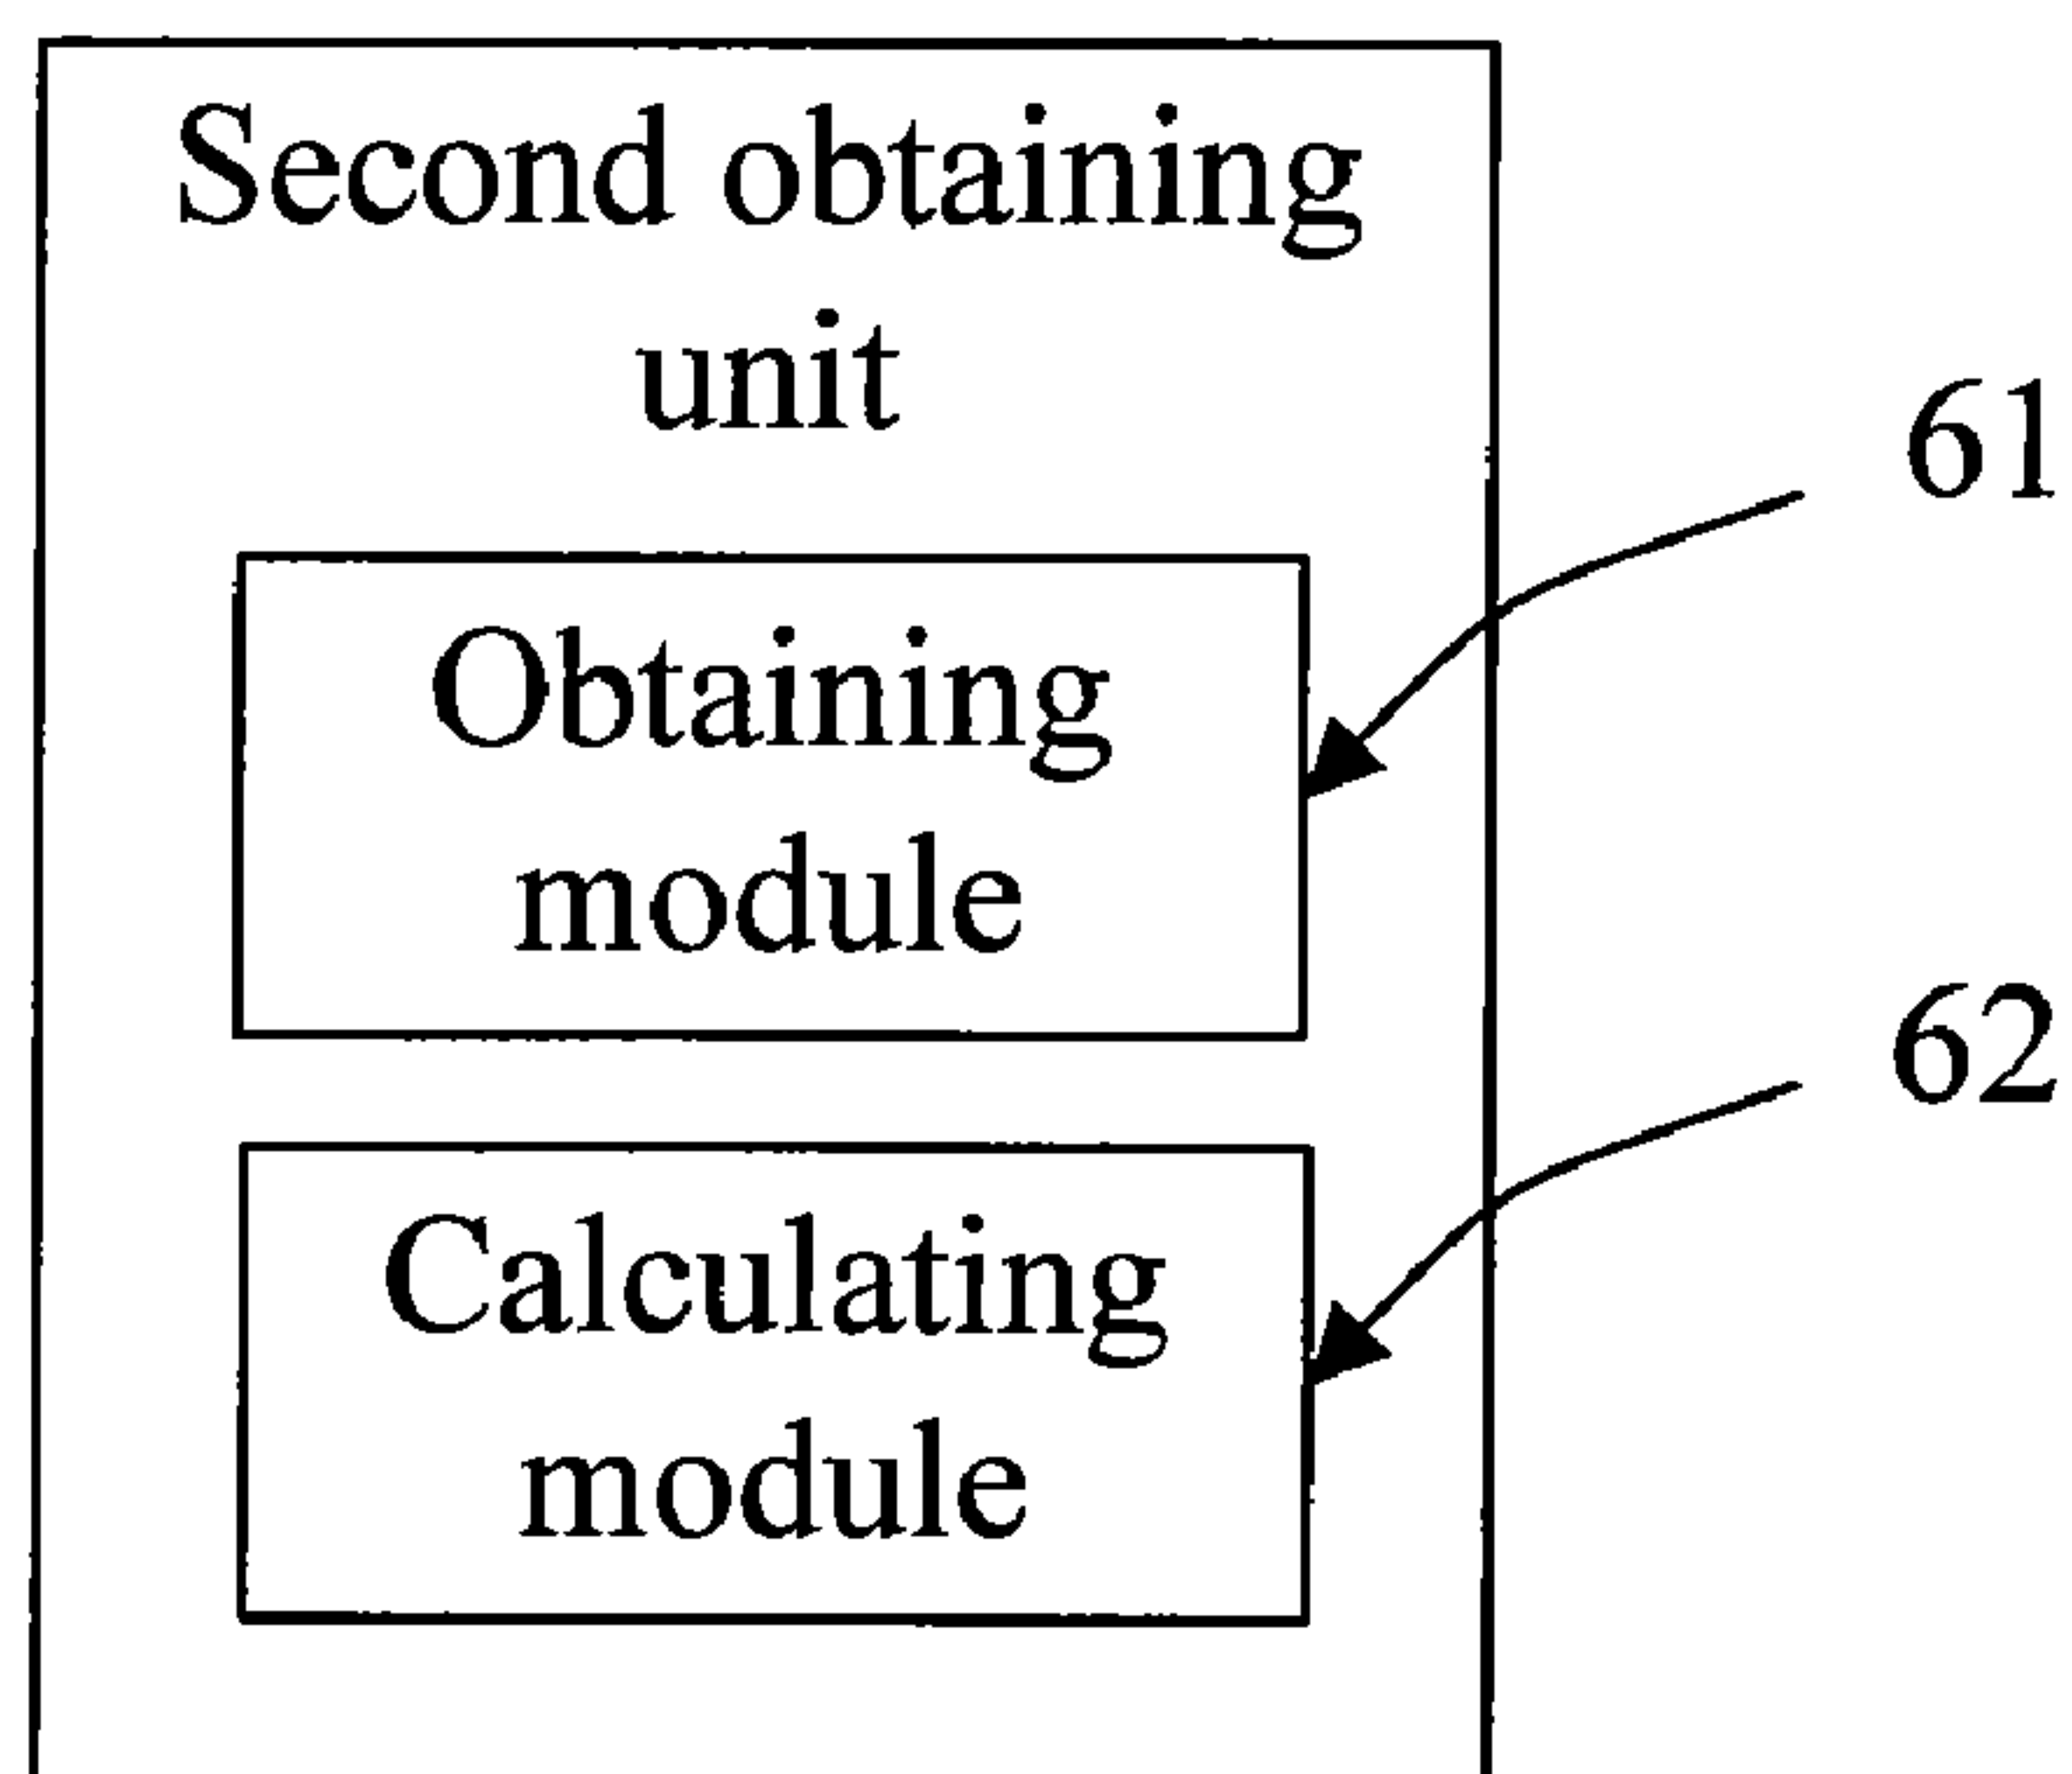 Second obtaining
unit
61
Obtaining
module
62
Calculating
module